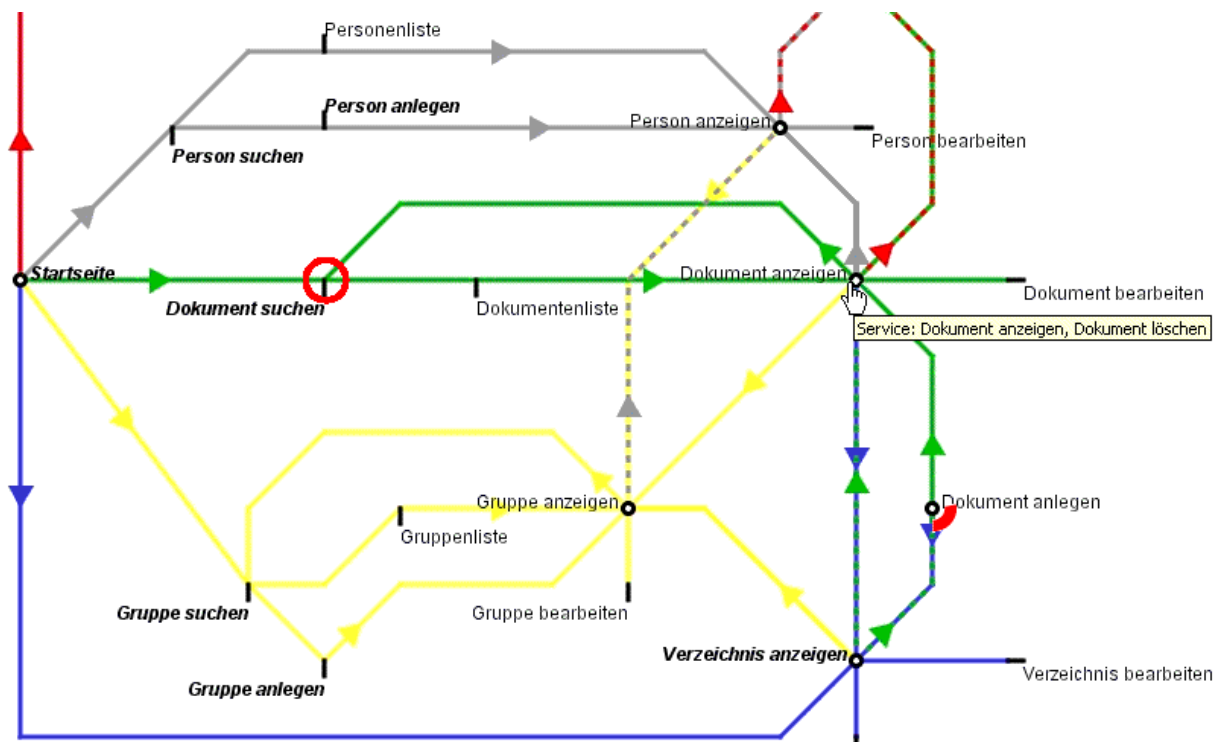 Personenliste
Person anlegen
Person anzeigen
Person bearbeiten
Person suchen
Startseite
Dokument anzeigen
Dokument bearbeiten
Dokument suchen
Dokumentenliste
Service: Dokument anzeigen, Dokument löschen
Gruppe anzeigen
Dokument anlegen
Gruppenliste
Gruppe suchen
Gruppe bearbeiten
Verzeichnis anzeigen
Verzeichnis bearbeiten
Gruppe anlegen